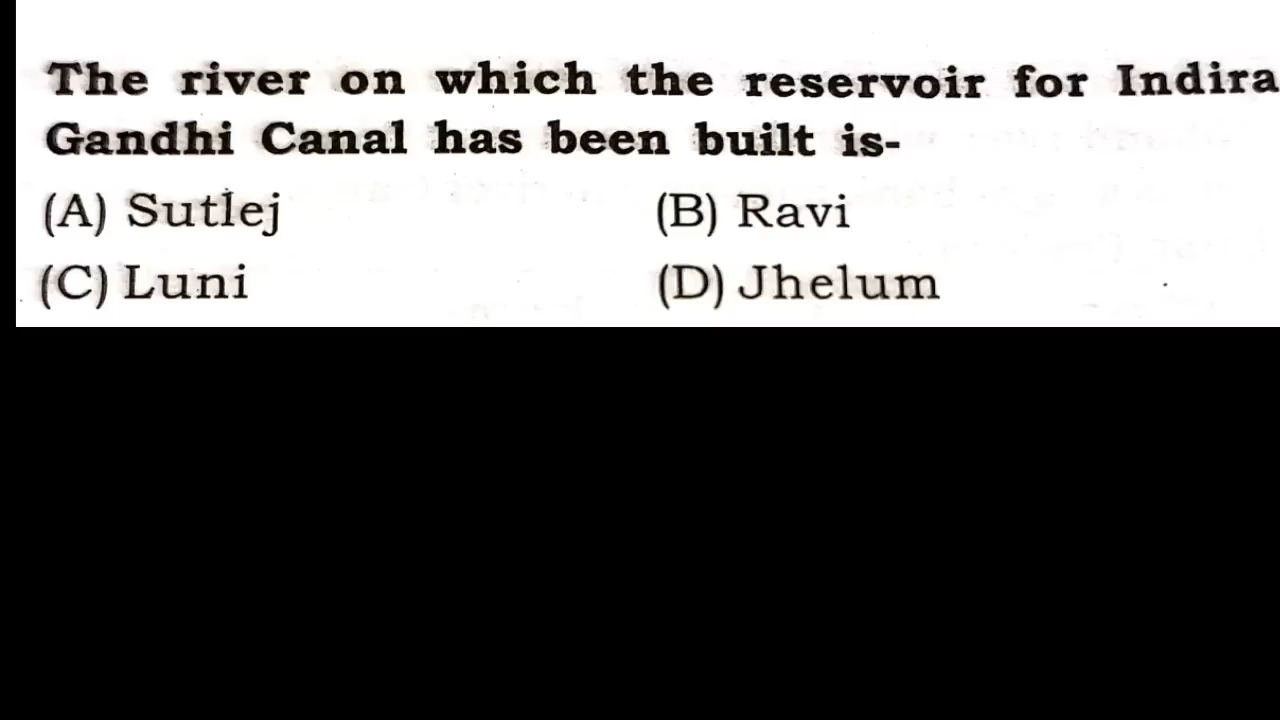 The river on which the reservoir for Indira
Gandhi Canal has been built is-
(A) Sutlej (B) Ravi
(C) Luni (D) Jhelum